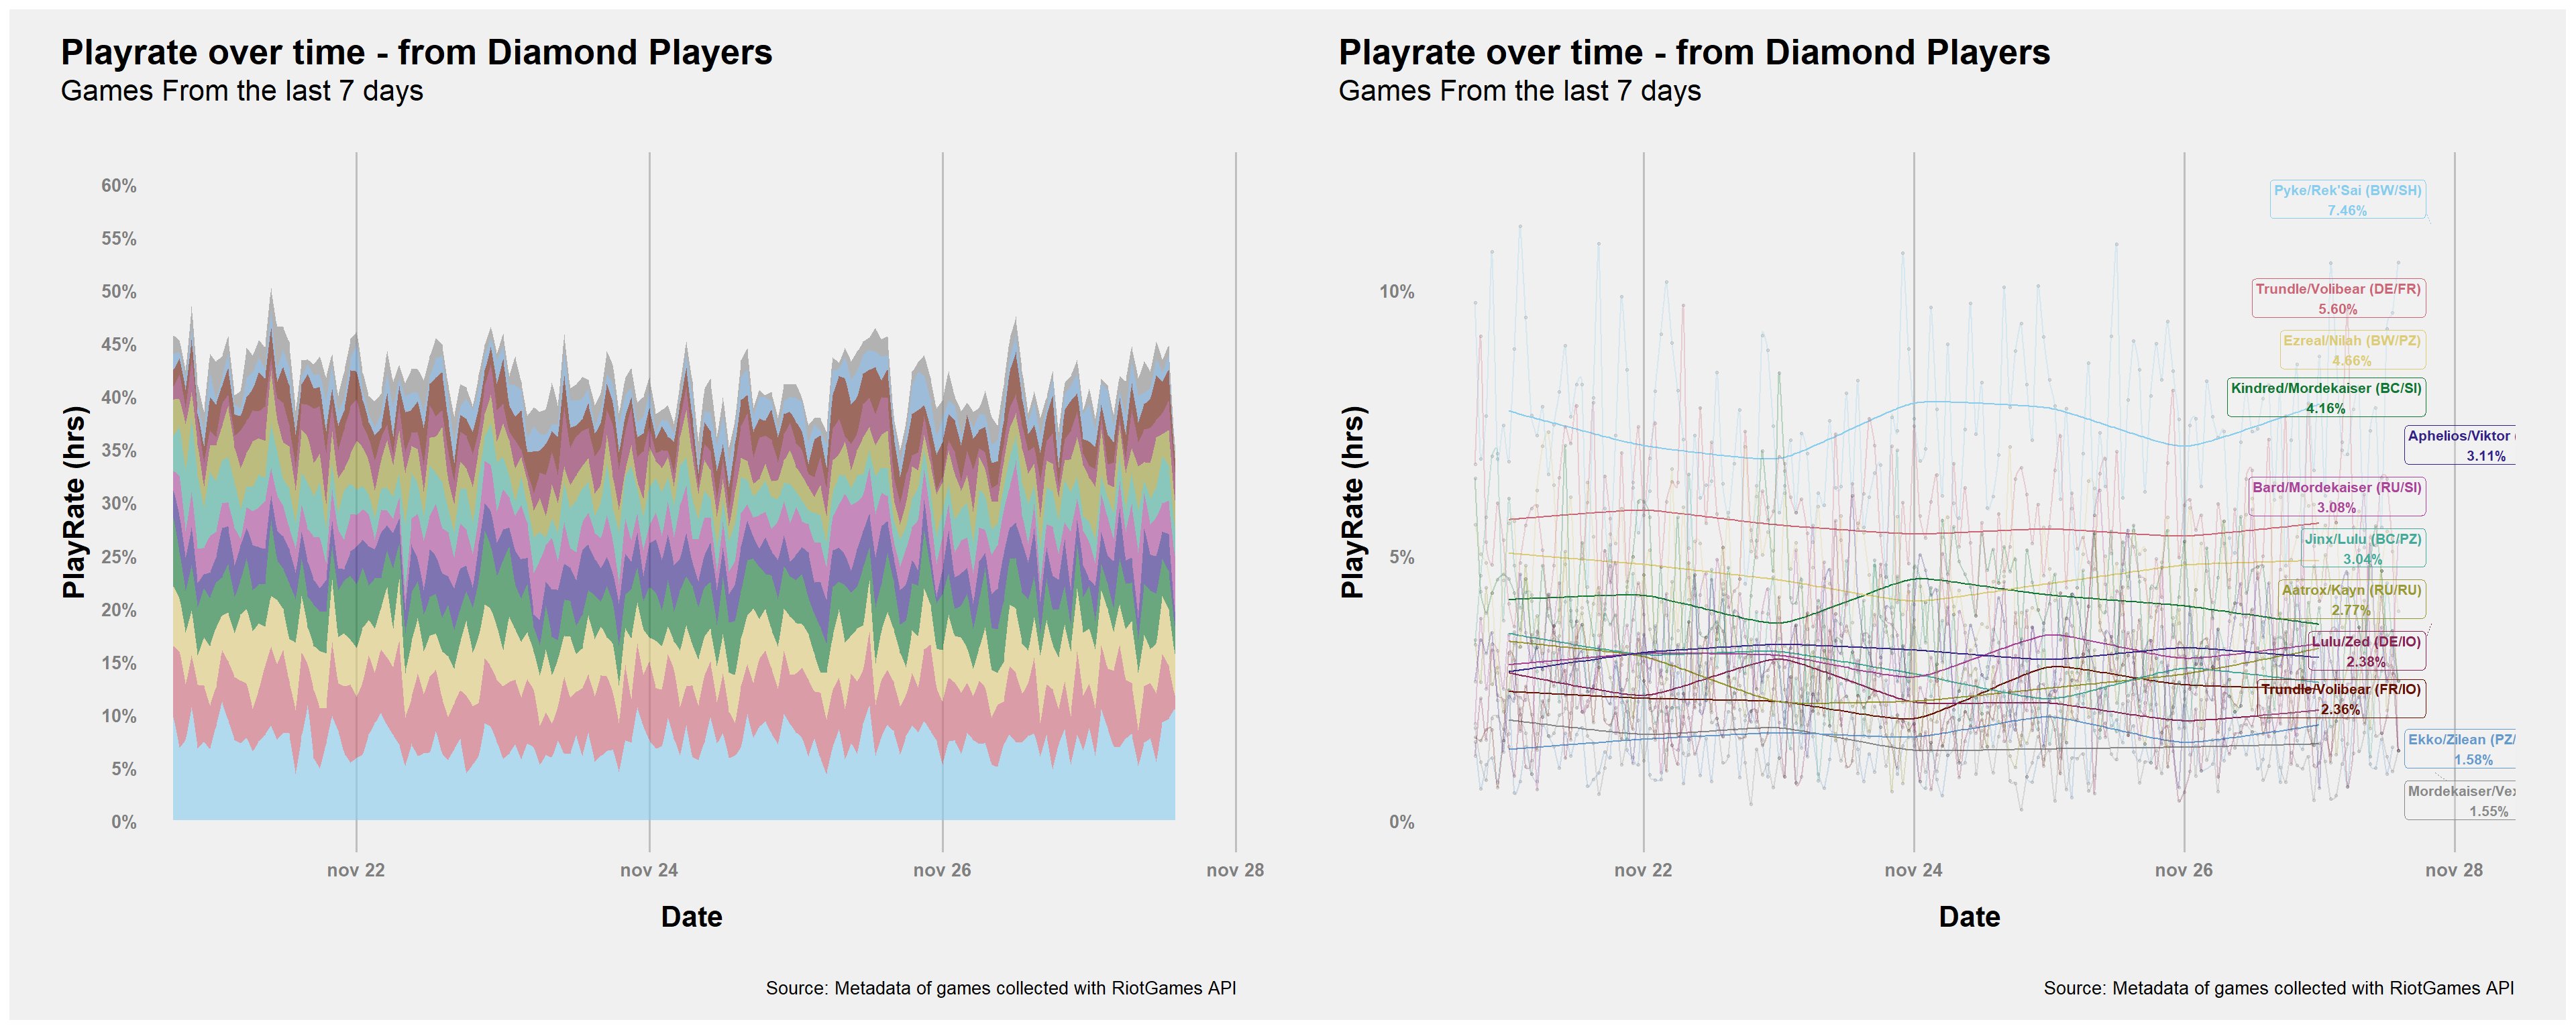 Playrate over time - from Diamond Players
Games From the last 7 days
60%
55%
50%
45%
40%
35%
30%
25%
20%
15%
10%
5%
0%
PlayRate (hrs)
nov 22
nov 24
nov 26
nov 28
Date
Source: Metadata of games collected with RiotGames API
Playrate over time - from Diamond Players
Games From the last 7 days
10%
5%
0%
PlayRate (hrs)
Pyke/Rek'Sai (BW/SH)
7.46%
Trundle/Volibear (DE/FR)
5.60%
Ezreal/Nilah (BW/PZ)
4.66%
Kindred/Mordekaiser (BC/SI)
4.16%
Aphelios/Viktor (
3.11%
Bard/Mordekaiser (RU/SI)
3.08%
Jinx/Lulu (BC/PZ)
3.04%
Aatrox/Kayn (RU/RU)
2.77%
Lulu/Zed (DE/IO)
2.38%
Trundle/Volibear (FR/IO)
2.36%
Ekko/Zilean (PZ/
1.58%
Mordekaiser/Vex
1.55%
nov 22
nov 24
nov 26
nov 28
Date
Source: Metadata of games collected with RiotGames API